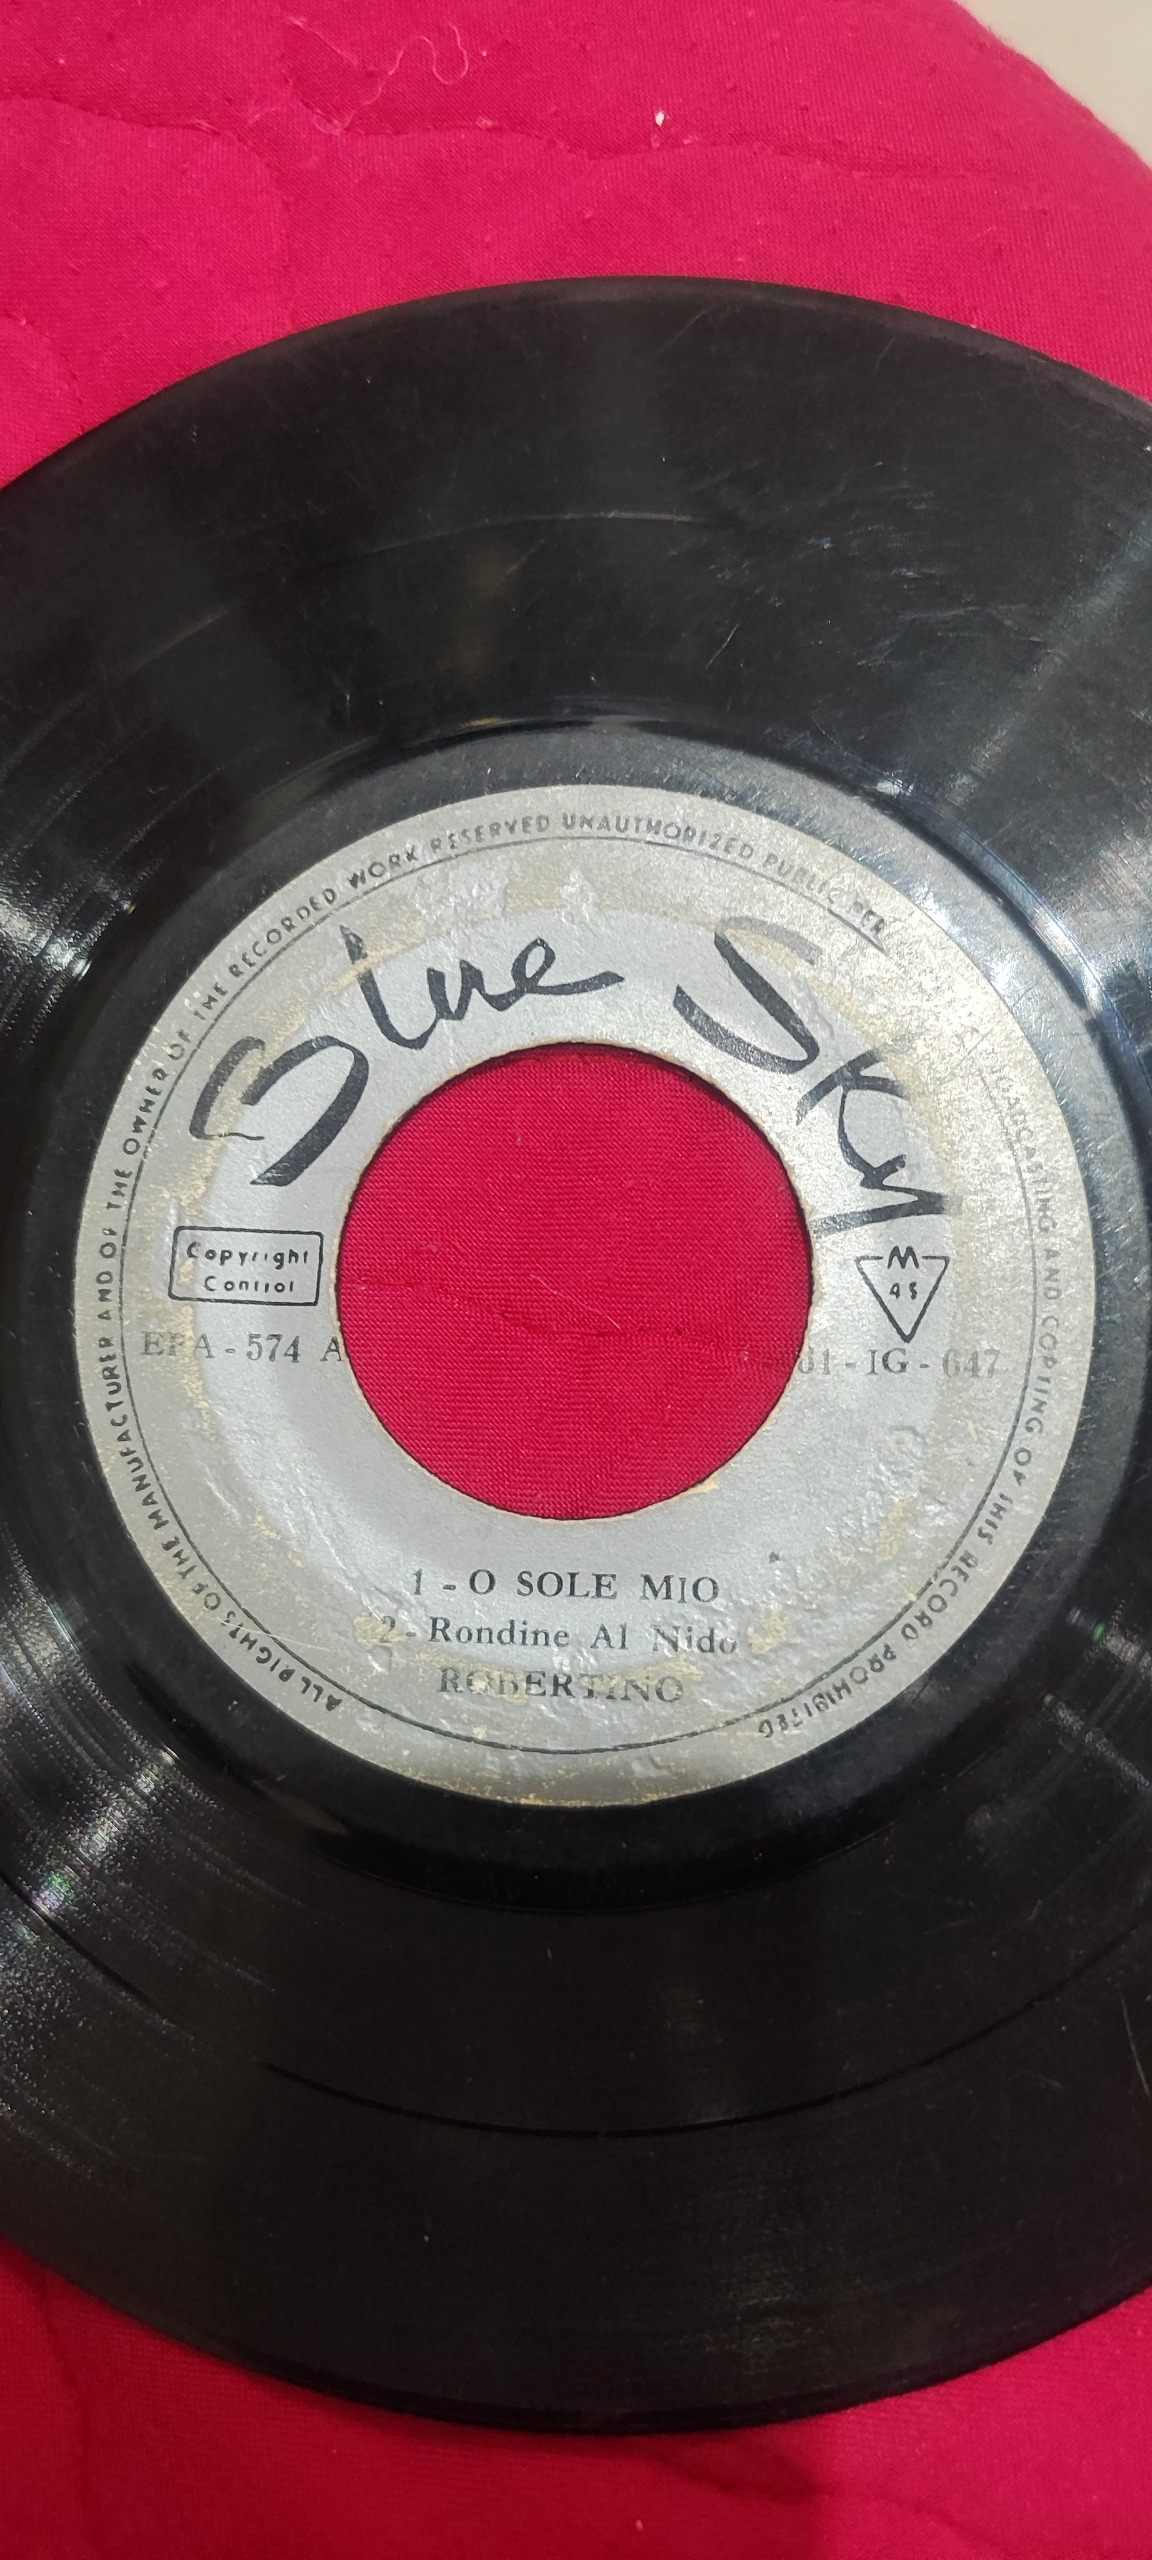 ALL RIGHTS OF THE MANUFACTURER AND OF THE OWNER OF THE RECORDED WORK RESERVED UNAUTHORIZED PUBLIC PER
BROADCASTING AND COPYING OF THIS RECORD PROHIBITED
Blue Sky
Copyright
Control
M
45
EPA - 574 A
61 - IG - 647
1 - O SOLE MIO
2 - Rondine Al Nido
ROBERTINO